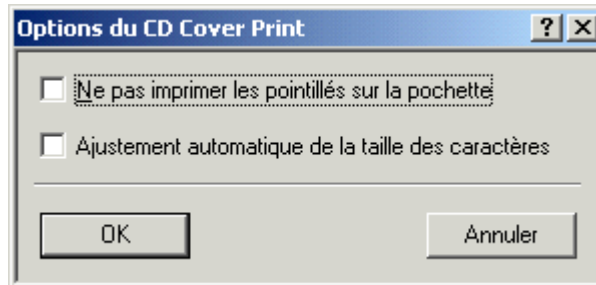 Options du CD Cover Print
? ×
Ne pas imprimer les pointillés sur la pochette
Ajustement automatique de la taille des caractères
OK Annuler